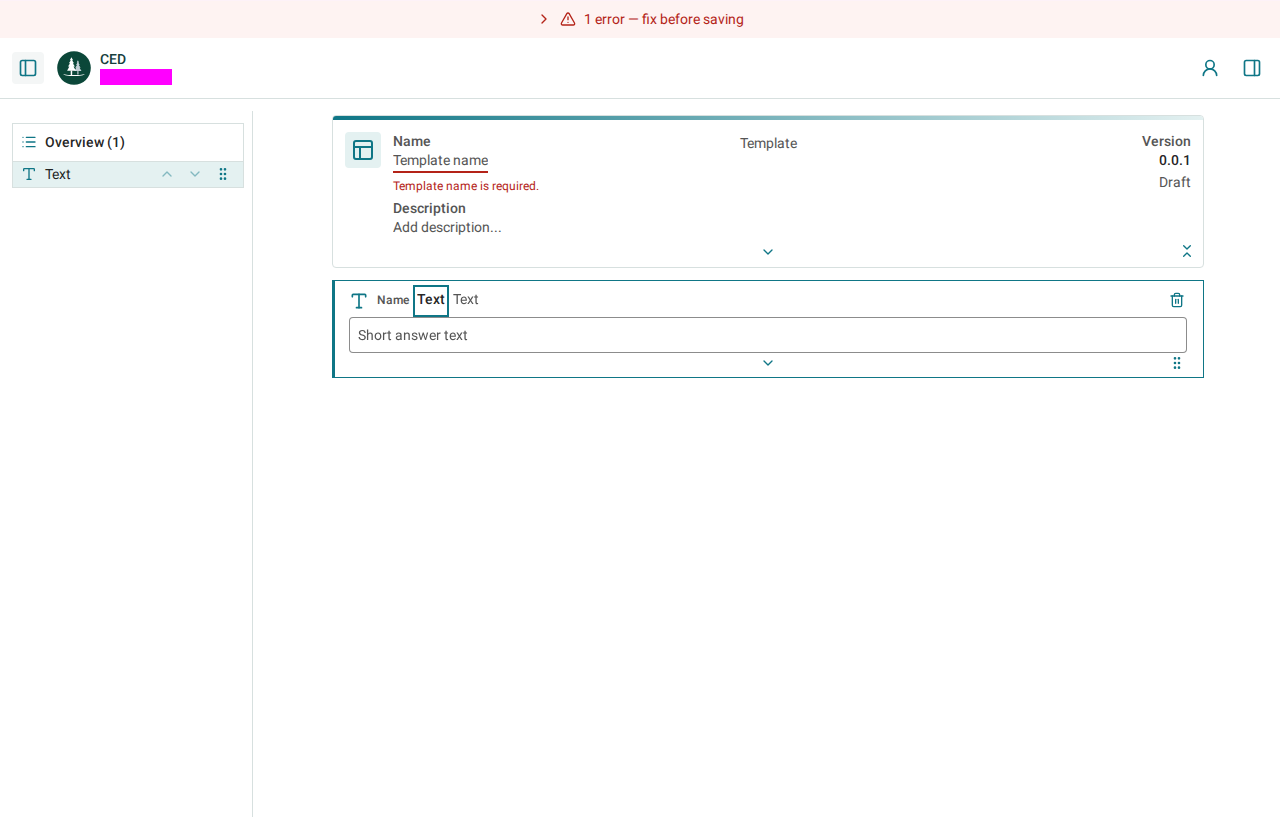 1 error – fix before saving
CED
Overview (1)
Text
Name
Template name
Template name is required.
Description
Add description...
Template
Version
0.0.1
Draft
Name Text Text
Short answer text